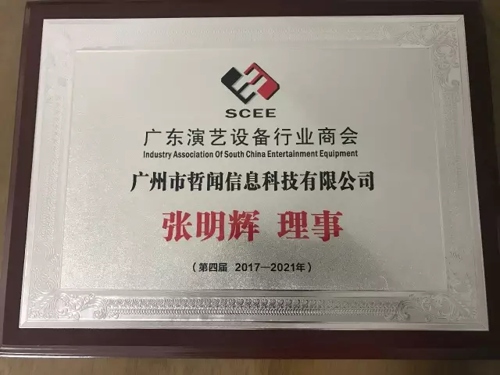 SCEE
广东演艺设备行业商会
Industry Association Of South China Entertainment Equipment
广州市哲闻信息科技有限公司
张明辉 理事
（第四届 2017—2021年）